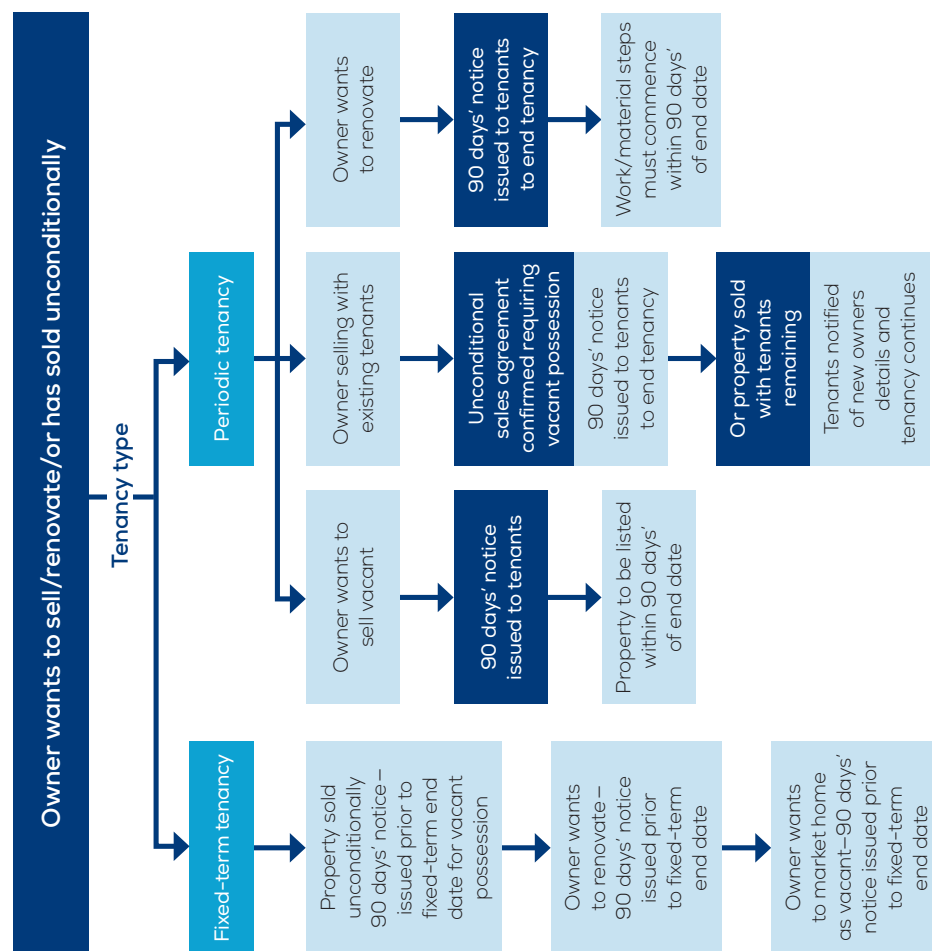 Owner wants to sell/renovate/or has sold unconditionally
Tenancy type
Fixed-term tenancy
Property sold
unconditionally
90 days’ notice–
issued prior to
fixed-term end
date for vacant
possession
Owner wants
to renovate–
90 days’ notice
issued prior
to fixed-term
end date
Owner wants
to market home
as vacant–90 days’
notice issued prior
to fixed-term
end date
Periodic tenancy
Owner wants to
sell vacant
90 days’ notice
issued to tenants
Property to be listed
within 90 days’
of end date
Owner selling with
existing tenants
Unconditional
sales agreement
confirmed requiring
vacant possession
90 days’ notice
issued to tenants
to end tenancy
Or property sold
with tenants
remaining
Tenants notified
of new owners
details and
tenancy continues
Owner wants
to renovate
90 days’ notice
issued to tenants
to end tenancy
Work/material steps
must commence
within 90 days’
of end date